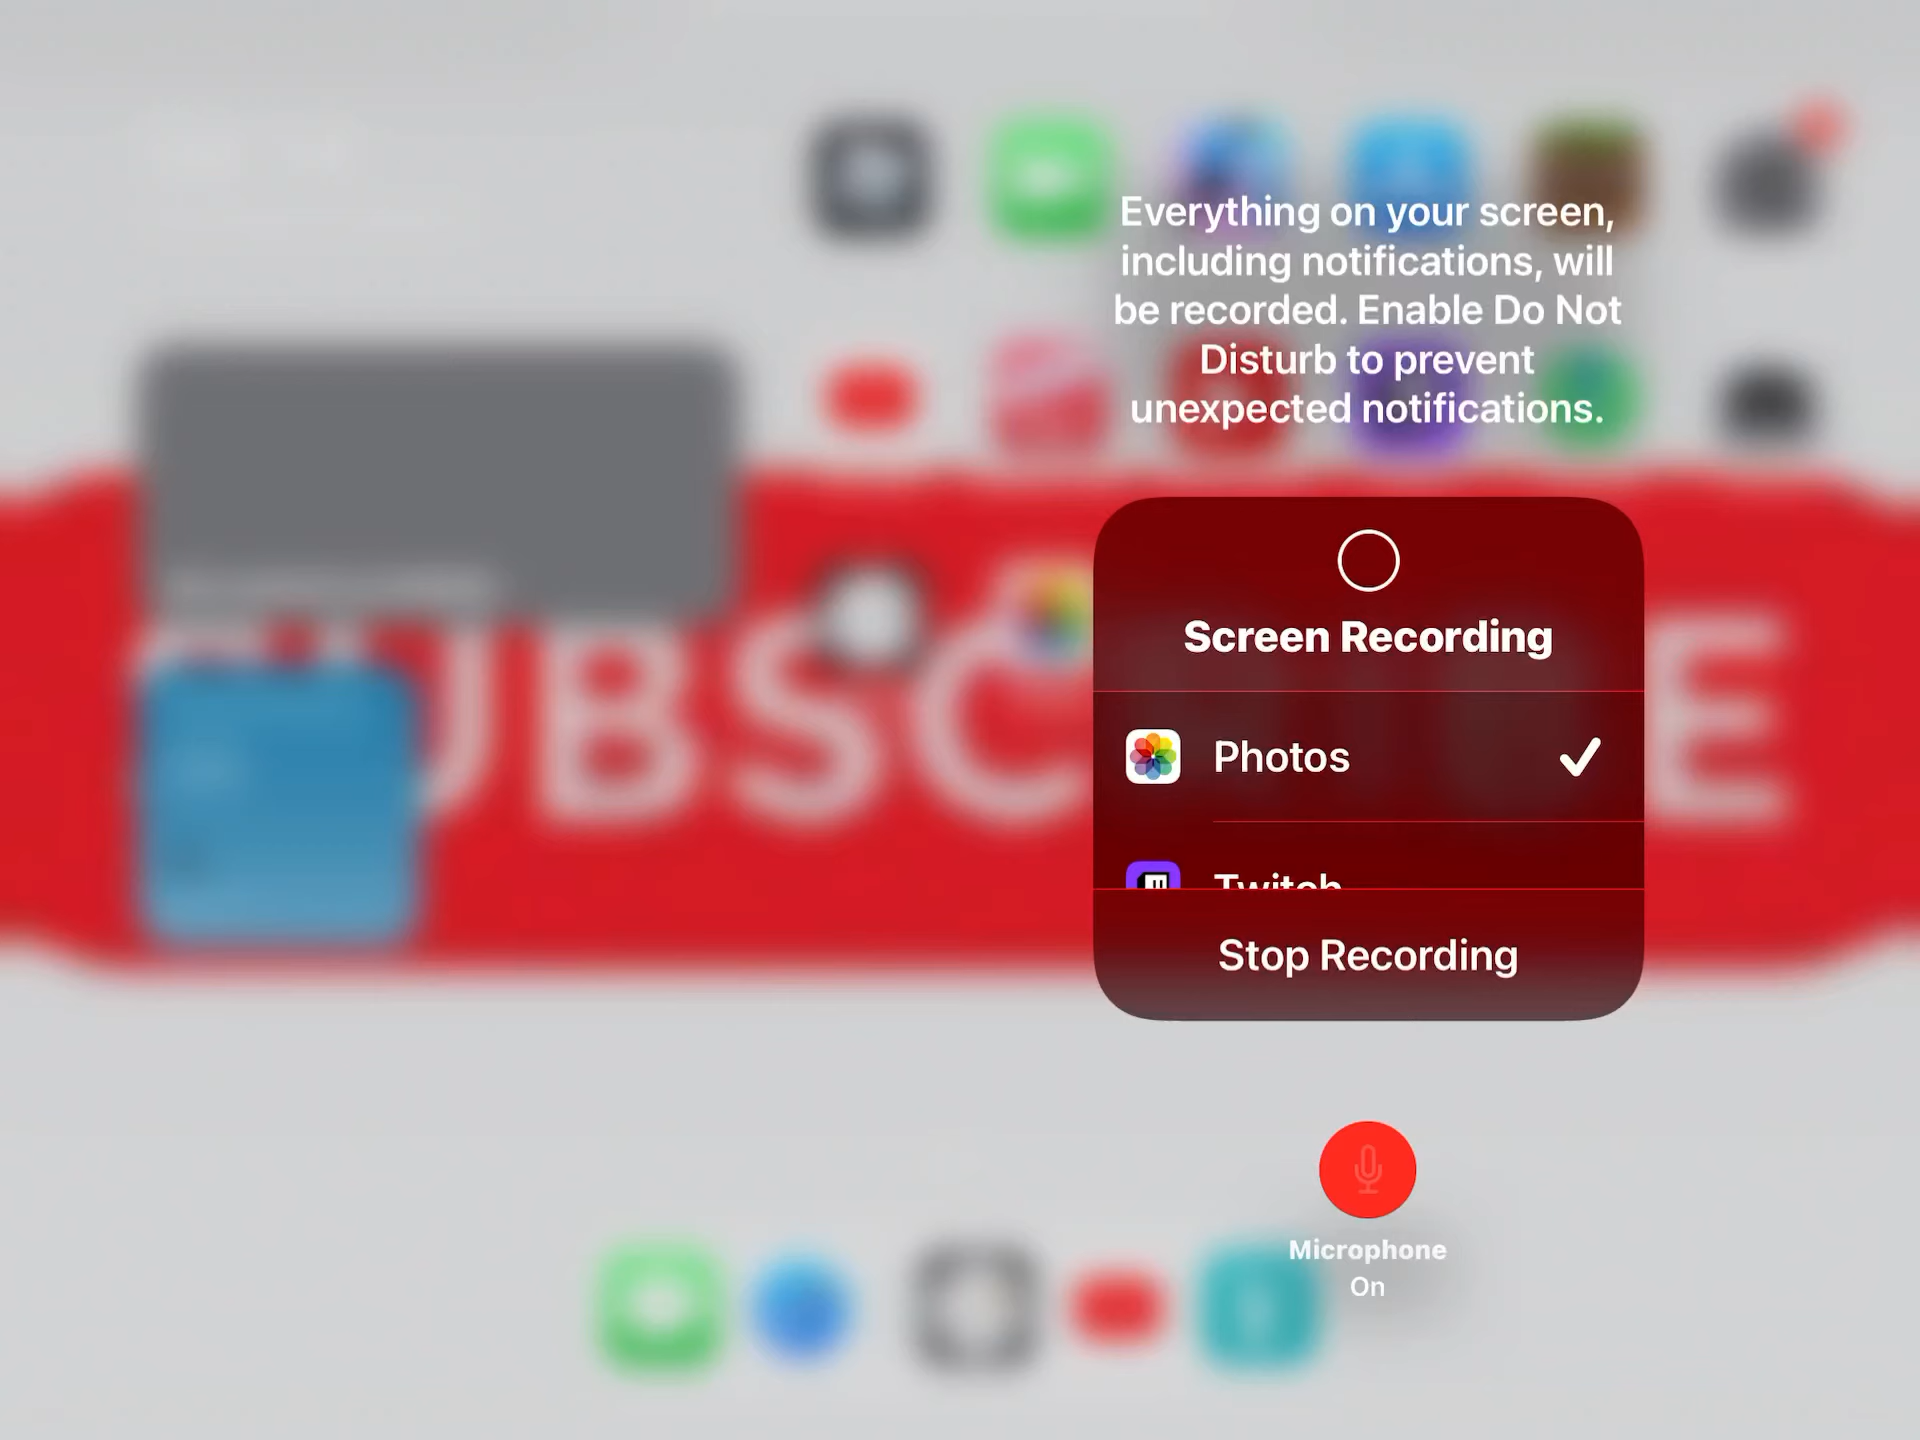 Everything on your screen,
including notifications, will
be recorded. Enable Do Not
Disturb to prevent
unexpected notifications.
Screen Recording
Photos
Twitch
Stop Recording
Microphone
On